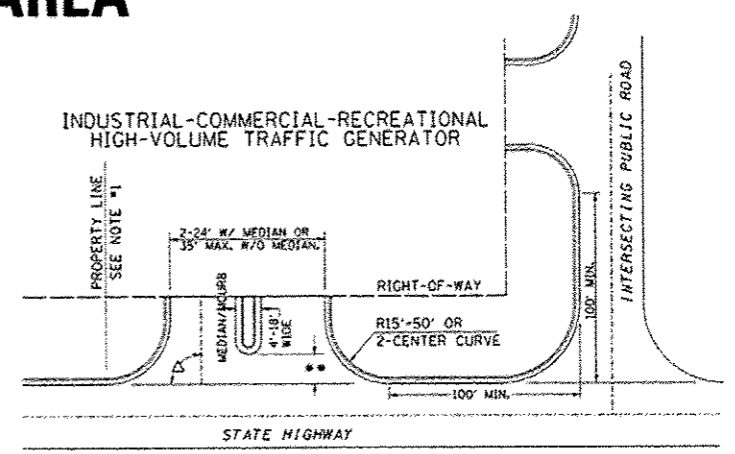 AREA
INDUSTRIAL-COMMERCIAL-RECREATIONAL
HIGH-VOLUME TRAFFIC GENERATOR
PROPERTY LINE
SEE NOTE *1
2-24' W/ MEDIAN OR
35' MAX. W/O MEDIAN.
MEDIAN/MCURB
4'-18'
WIDE
RIGHT-OF-WAY
R15'-50' OR
2-CENTER CURVE
Δ
**
100' MIN.
100' MIN.
INTERSECTING PUBLIC ROAD
STATE HIGHWAY